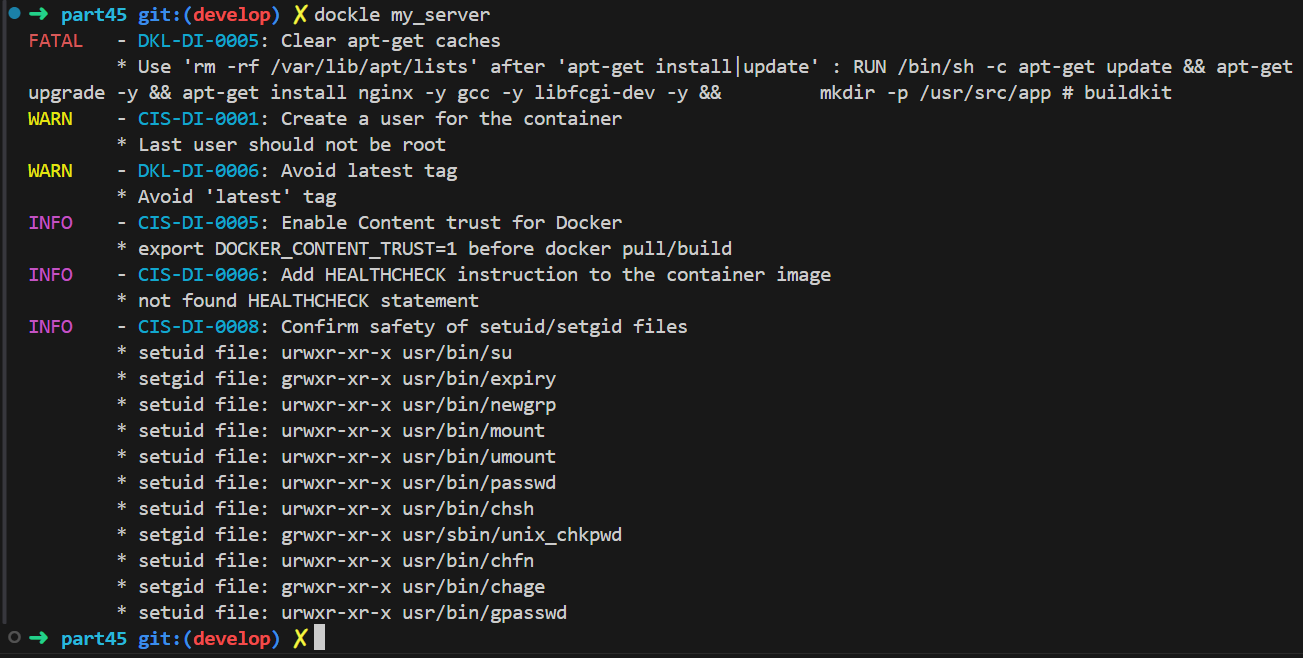 ➜ part45 git:(develop) ✗ dockle my_server
FATAL - DKL-DI-0005: Clear apt-get caches
* Use 'rm -rf /var/lib/apt/lists' after 'apt-get install|update' : RUN /bin/sh -c apt-get update && apt-get
upgrade -y && apt-get install nginx -y gcc -y libfcgi-dev -y && mkdir -p /usr/src/app # buildkit
WARN - CIS-DI-0001: Create a user for the container
* Last user should not be root
WARN - DKL-DI-0006: Avoid latest tag
* Avoid 'latest' tag
INFO - CIS-DI-0005: Enable Content trust for Docker
* export DOCKER_CONTENT_TRUST=1 before docker pull/build
INFO - CIS-DI-0006: Add HEALTHCHECK instruction to the container image
* not found HEALTHCHECK statement
INFO - CIS-DI-0008: Confirm safety of setuid/setgid files
* setuid file: urwxr-xr-x usr/bin/su
* setgid file: grwxr-xr-x usr/bin/expiry
* setuid file: urwxr-xr-x usr/bin/newgrp
* setuid file: urwxr-xr-x usr/bin/mount
* setuid file: urwxr-xr-x usr/bin/umount
* setuid file: urwxr-xr-x usr/bin/passwd
* setuid file: urwxr-xr-x usr/bin/chsh
* setgid file: grwxr-xr-x usr/sbin/unix_chkpwd
* setuid file: urwxr-xr-x usr/bin/chfn
* setgid file: grwxr-xr-x usr/bin/chage
* setuid file: urwxr-xr-x usr/bin/gpasswd
➜ part45 git:(develop) ✗